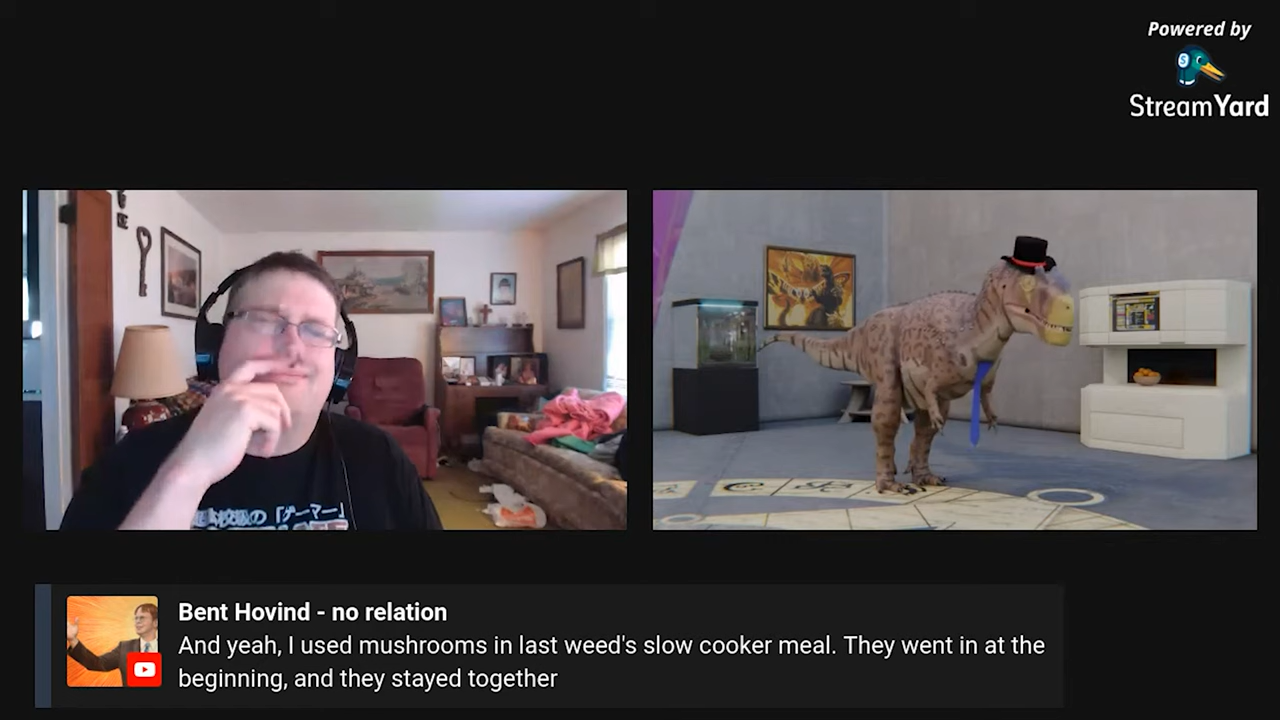 Powered by
StreamYard
の「ゲーマー」
Bent Hovind - no relation
And yeah, I used mushrooms in last weed's slow cooker meal. They went in at the
beginning, and they stayed together